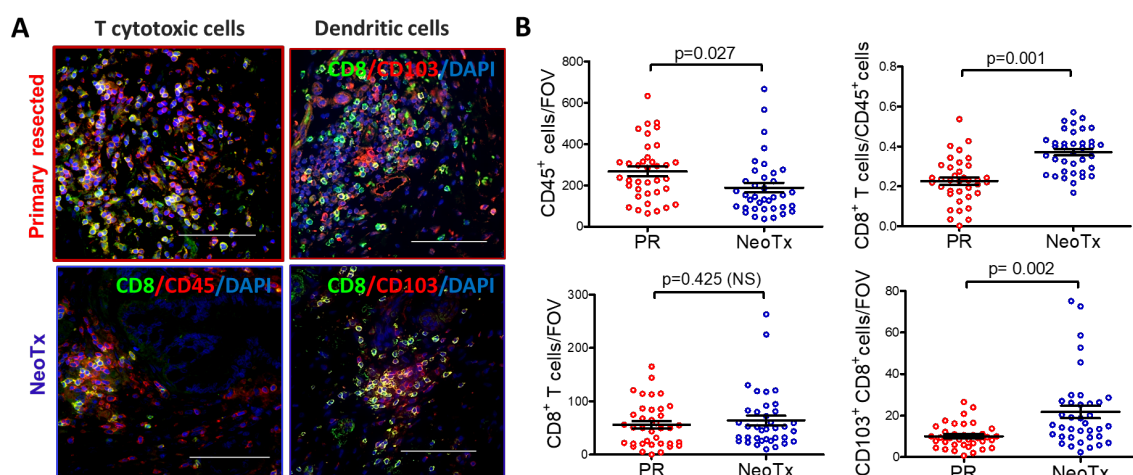 A
T cytotoxic cells
Dendritic cells
Primary resected
CD8/CD103/DAPI
NeoTx
CD8/CD45/DAPI
CD8/CD103/DAPI
B
CD45+ cells/FOV
p=0.027
800
600
400
200
0
PR
NeoTx
CD8+ T cells/CD45+cells
p=0.001
0.8
0.6
0.4
0.2
0.0
PR
NeoTx
CD8+ T cells/FOV
p=0.425 (NS)
300
200
100
0
PR
NeoTx
CD103+ CD8+cells/FOV
p= 0.002
80
60
40
20
0
PR
NeoTx